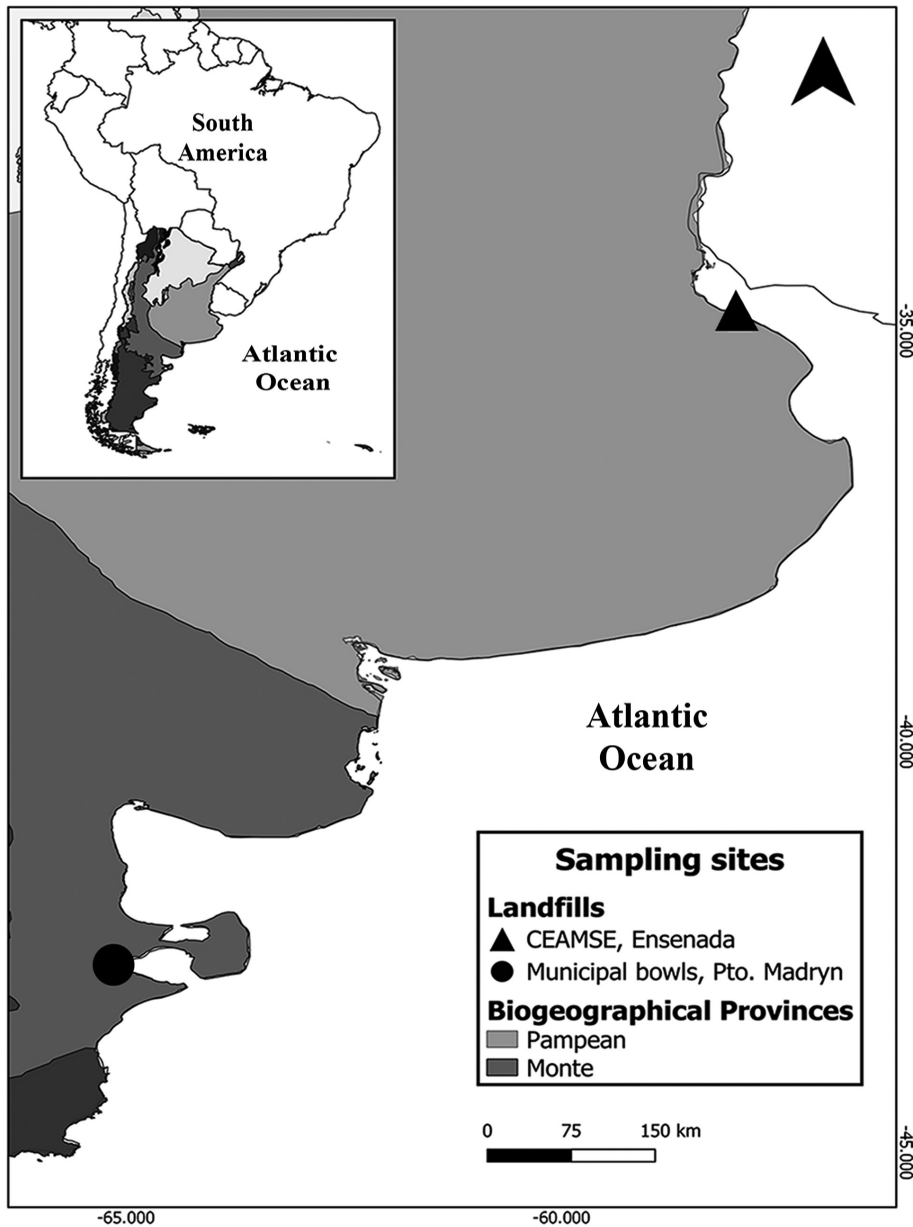 South
America
Atlantic
Ocean
-35.000
Atlantic
Ocean
-40.000
Sampling sites
Landfills
CEAMSE, Ensenada
Municipal bowls, Pto. Madryn
Biogeographical Provinces
Pampean
Monte
0 75 150 km
-45.000
-65.000 -60.000